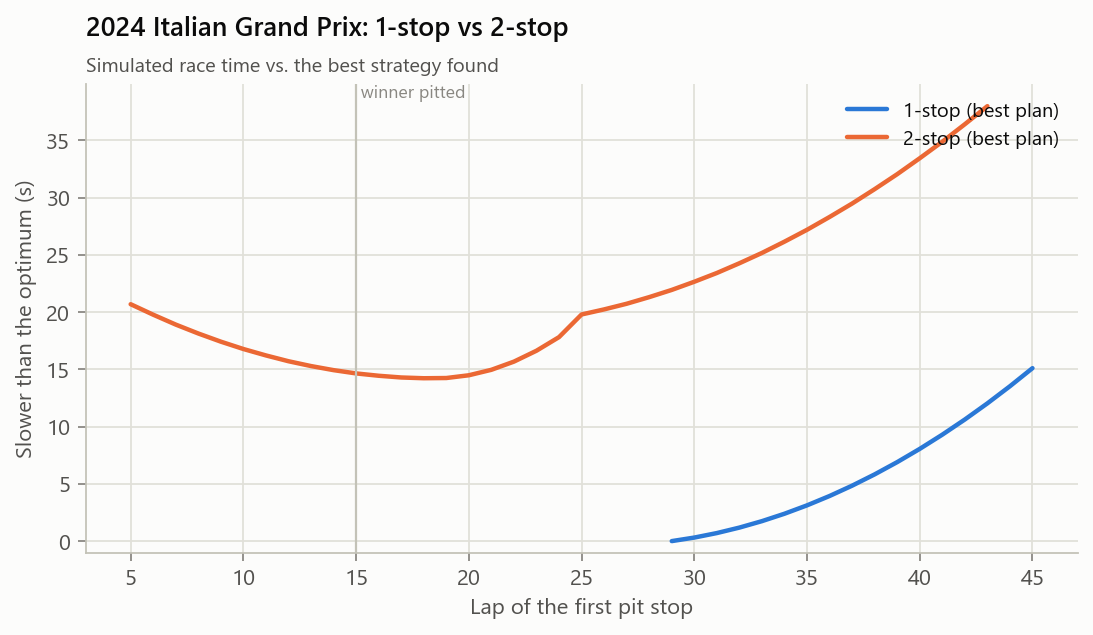 2024 Italian Grand Prix: 1-stop vs 2-stop
Simulated race time vs. the best strategy found
winner pitted
1-stop (best plan)
2-stop (best plan)
Slower than the optimum (s)
35
30
25
20
15
10
5
0
5 10 15 20 25 30 35 40 45
Lap of the first pit stop